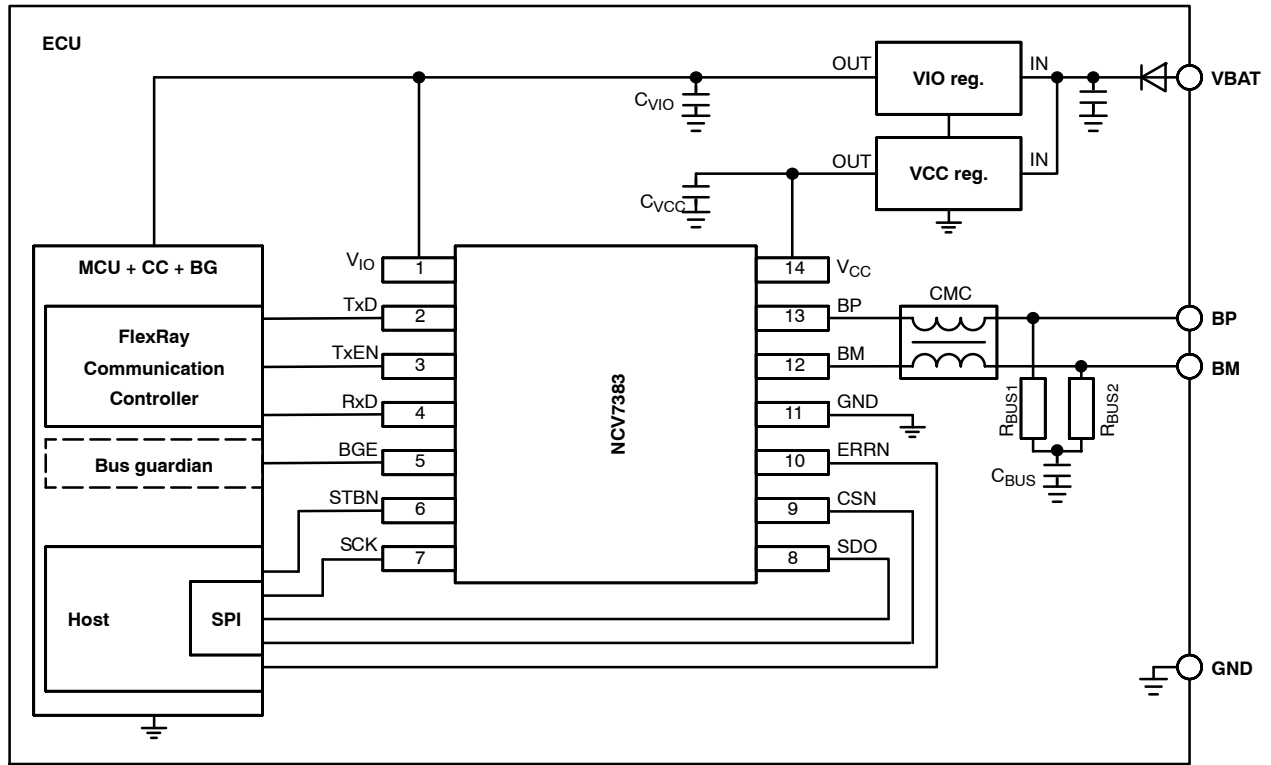 ECU
OUT
VIO reg.
IN
VBAT
CVIO
OUT
VCC reg.
IN
CVCC
MCU + CC + BG
VIO
1
14
VCC
CMC
FlexRay
Communication
Controller
TxD
2
13
BP
BP
TxEN
3
12
BM
BM
RxD
4
11
GND
RBUS1
RBUS2
NCV7383
Bus guardian
BGE
5
10
ERRN
CBUS
STBN
6
9
CSN
SCK
7
8
SDO
Host
SPI
GND